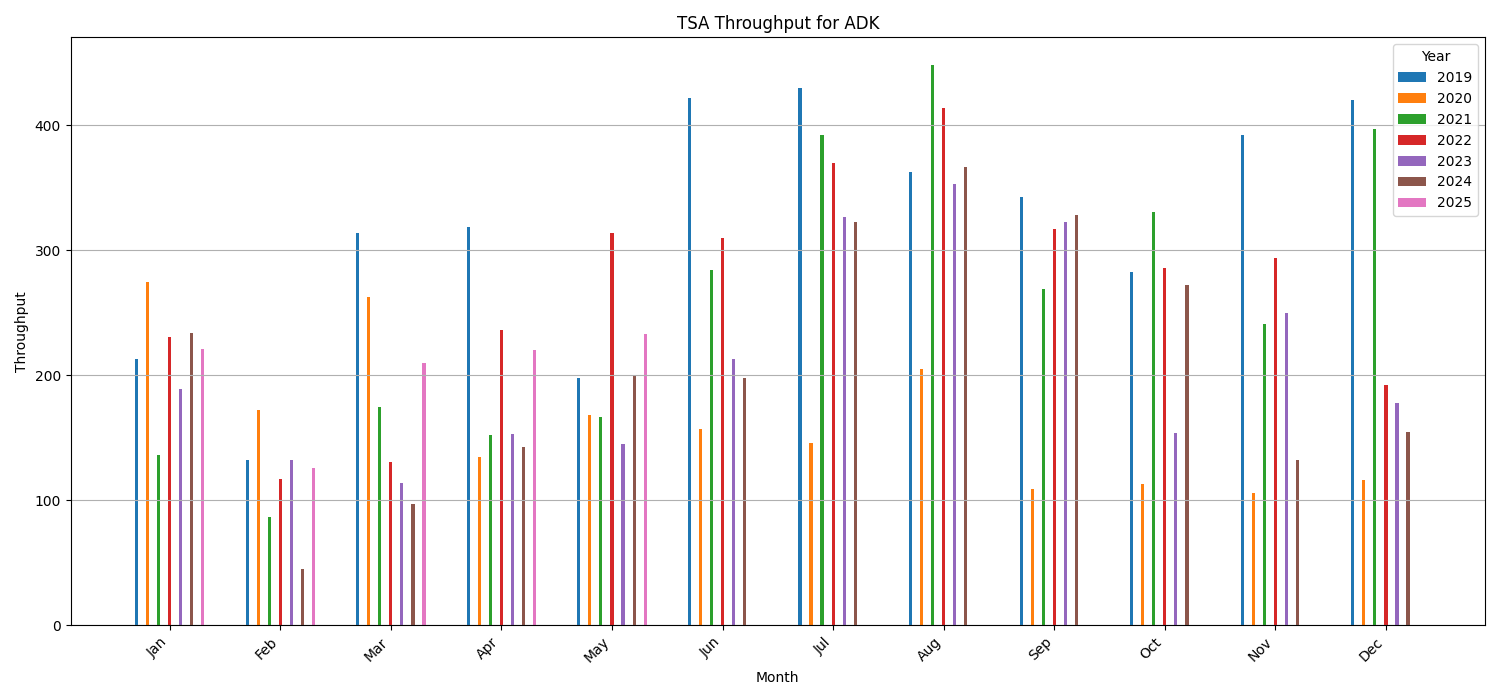 TSA Throughput for ADK
Year
2019
2020
2021
2022
2023
2024
2025
Throughput
400
300
200
100
0
Jan
Feb
Mar
Apr
May
Jun
Jul
Aug
Sep
Oct
Nov
Dec
Month